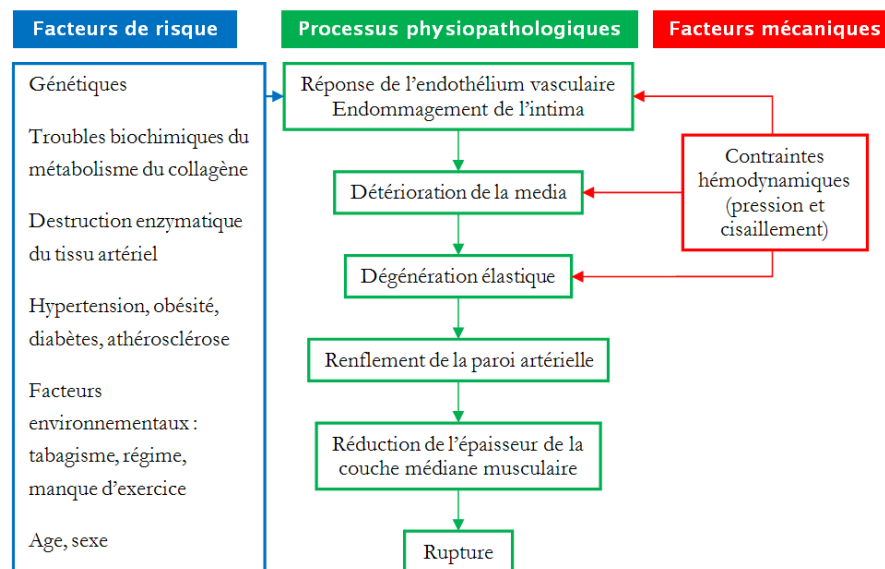 Facteurs de risque
Processus physiopathologiques
Facteurs mécaniques
Génétiques
Troubles biochimiques du
métabolisme du collagène
Destruction enzymatique
du tissu artériel
Hypertension, obésité,
diabètes, athérosclérose
Facteurs
environnementaux :
tabagisme, régime,
manque d’exercice
Age, sexe
Réponse de l’endothélium vasculaire
Endommagement de l’intima
Détérioration de la media
Dégénération élastique
Renflement de la paroi artérielle
Réduction de l’épaisseur de la
couche médiane musculaire
Rupture
Contraintes
hémodynamiques
(pression et
cisaillement)